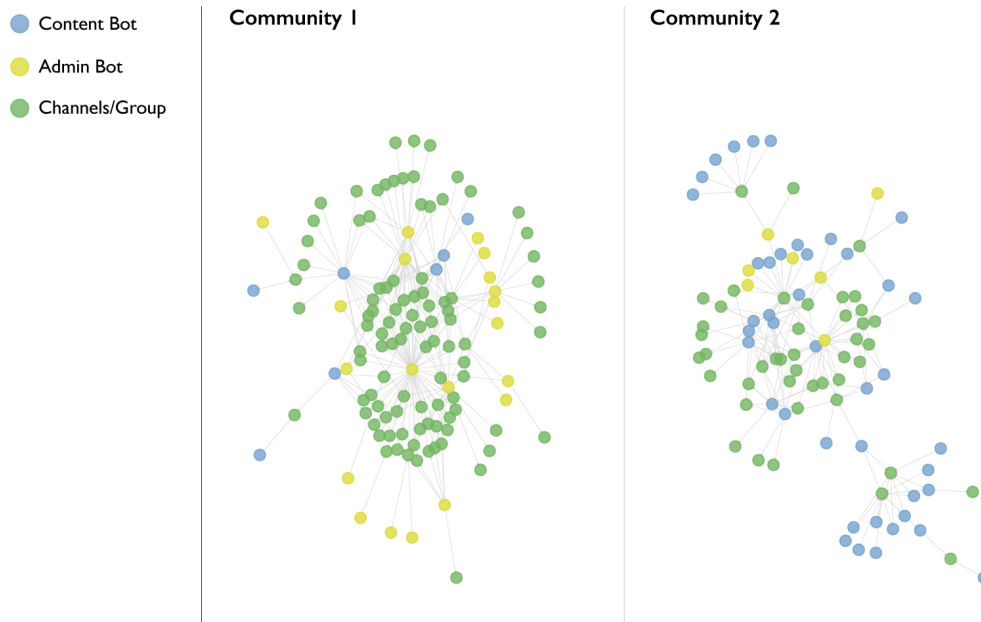 Content Bot
Admin Bot
Channels/Group
Community 1
Community 2